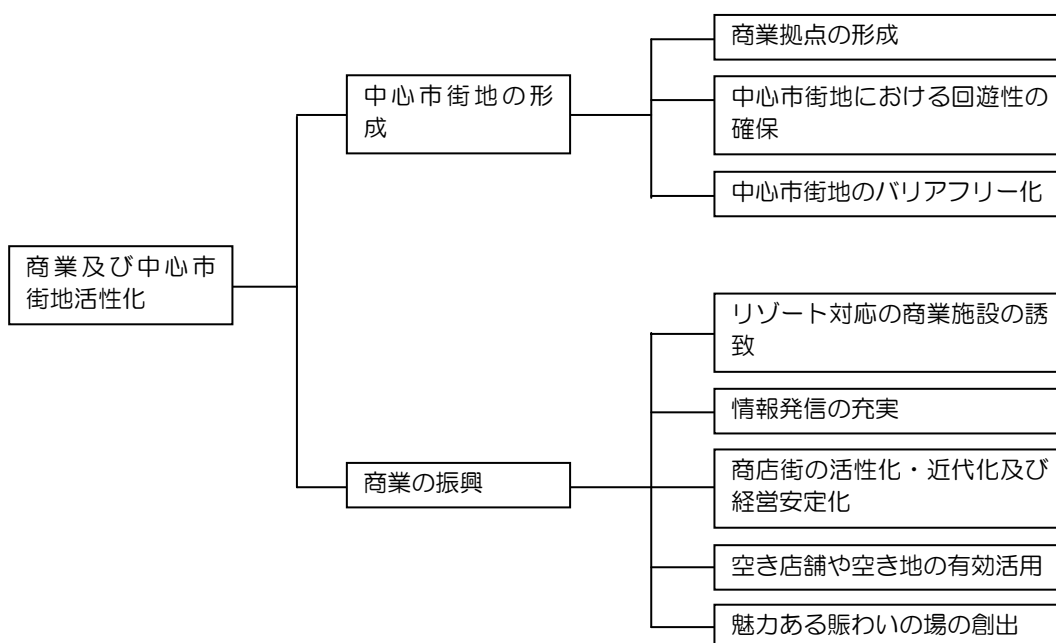 商業及び中心市
街地活性化
中心市街地の形
成
商業拠点の形成
中心市街地における回遊性の
確保
中心市街地のバリアフリー化
商業の振興
リゾート対応の商業施設の誘
致
情報発信の充実
商店街の活性化・近代化及び
経営安定化
空き店舗や空き地の有効活用
魅力ある賑わいの場の創出